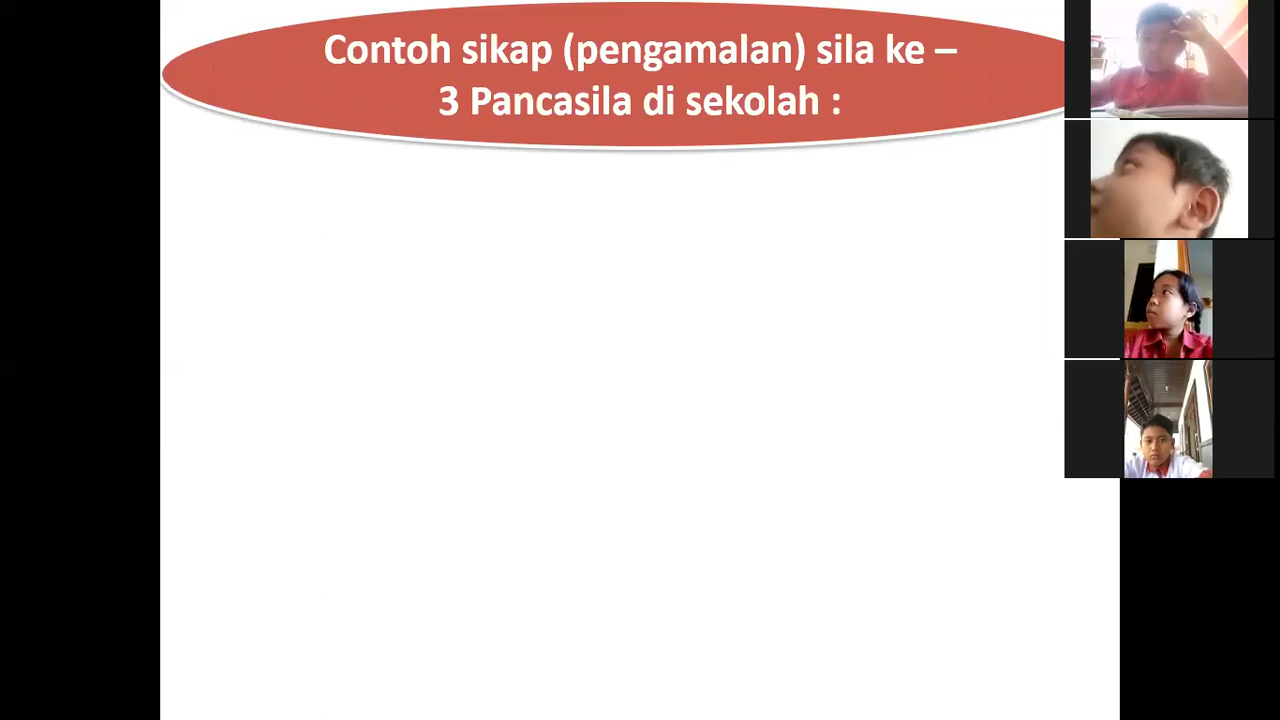 Contoh sikap (pengamalan) sila ke –
3 Pancasila di sekolah :